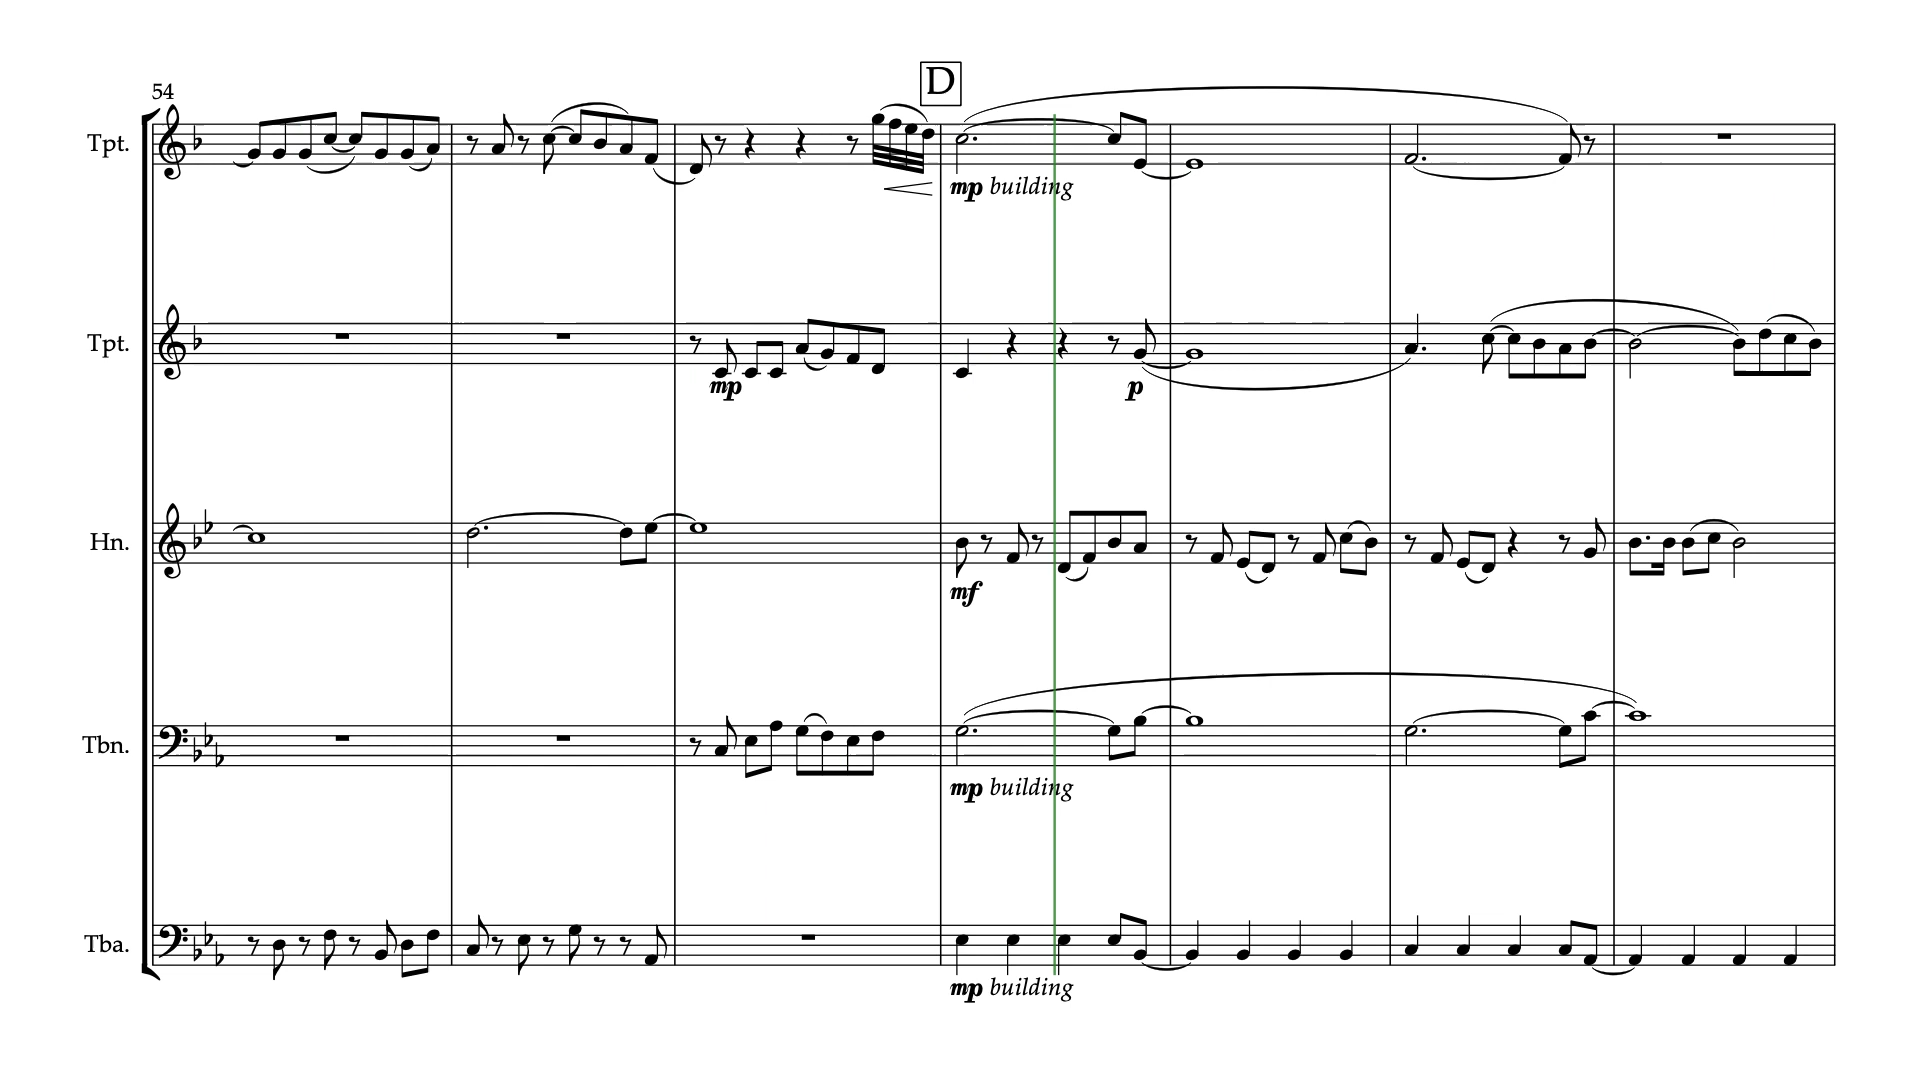 D
54
Tpt.
mp building
Tpt.
mp
p
Hn.
mf
Tbn.
mp building
Tba.
mp building